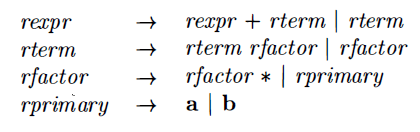 rexpr → rexpr + rterm | rterm
rterm → rterm rfactor | rfactor
rfactor → rfactor * | rprimary
rprimary → a | b